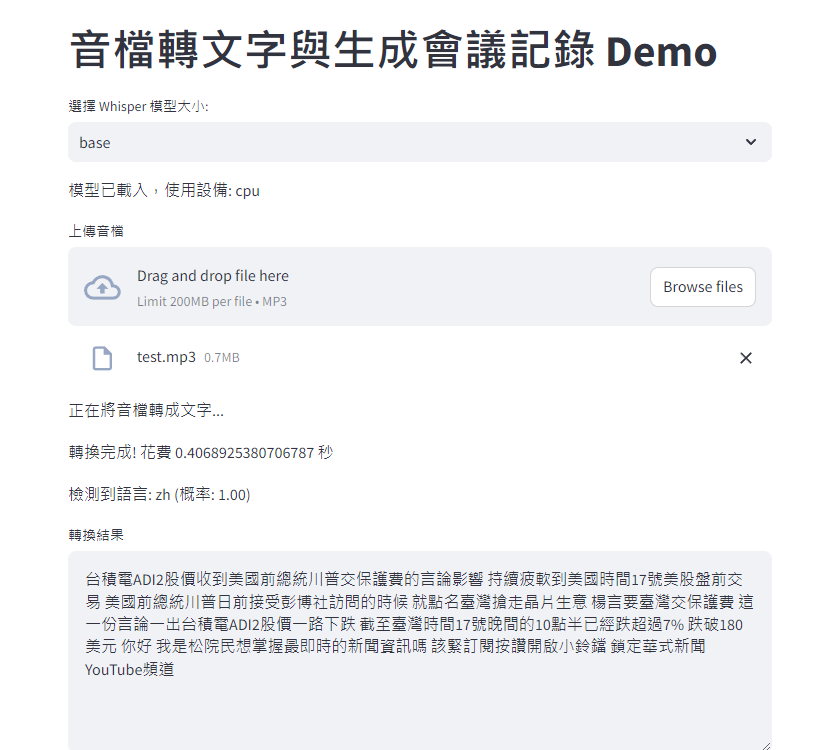 音檔轉文字與生成會議記錄 Demo
選擇 Whisper 模型大小:
base
模型已載入，使用設備: cpu
上傳音檔
Drag and drop file here
Limit 200MB per file • MP3
Browse files
test.mp3 0.7MB
正在將音檔轉成文字...
轉換完成! 花費 0.4068925380706787 秒
檢測到語言: zh (概率: 1.00)
轉換結果
台積電ADI2股價收到美國前總統川普交保護費的言論影響 持續疲軟到美國時間17號美股盤前交
易 美國前總統川普日前接受彭博社訪問的時候 就點名臺灣搶走晶片生意 楊言要臺灣交保護費 這
一份言論一出台積電ADI2股價一路下跌 截至臺灣時間17號晚間的10點半已經跌超過7% 跌破180
美元 你好 我是松院民想掌握最即時的新聞資訊嗎 該緊訂閱按讚開啟小鈴鐺 鎖定華式新聞
YouTube頻道